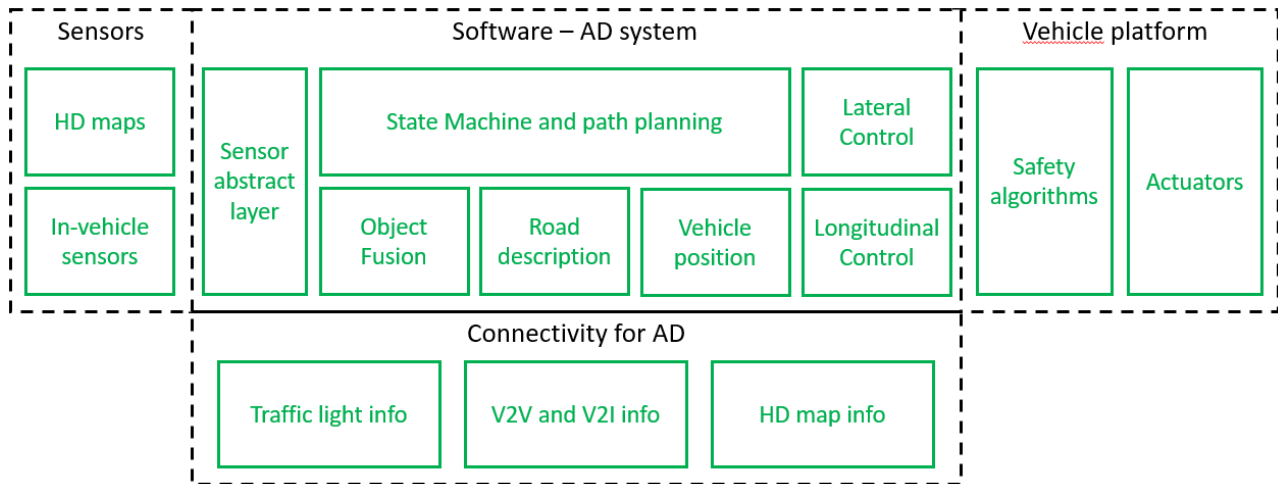 Sensors
Software – AD system
Vehicle platform
HD maps
In-vehicle
sensors
Sensor
abstract
layer
State Machine and path planning
Lateral
Control
Object
Fusion
Road
description
Vehicle
position
Longitudinal
Control
Safety
algorithms
Actuators
Connectivity for AD
Traffic light info
V2V and V2I info
HD map info